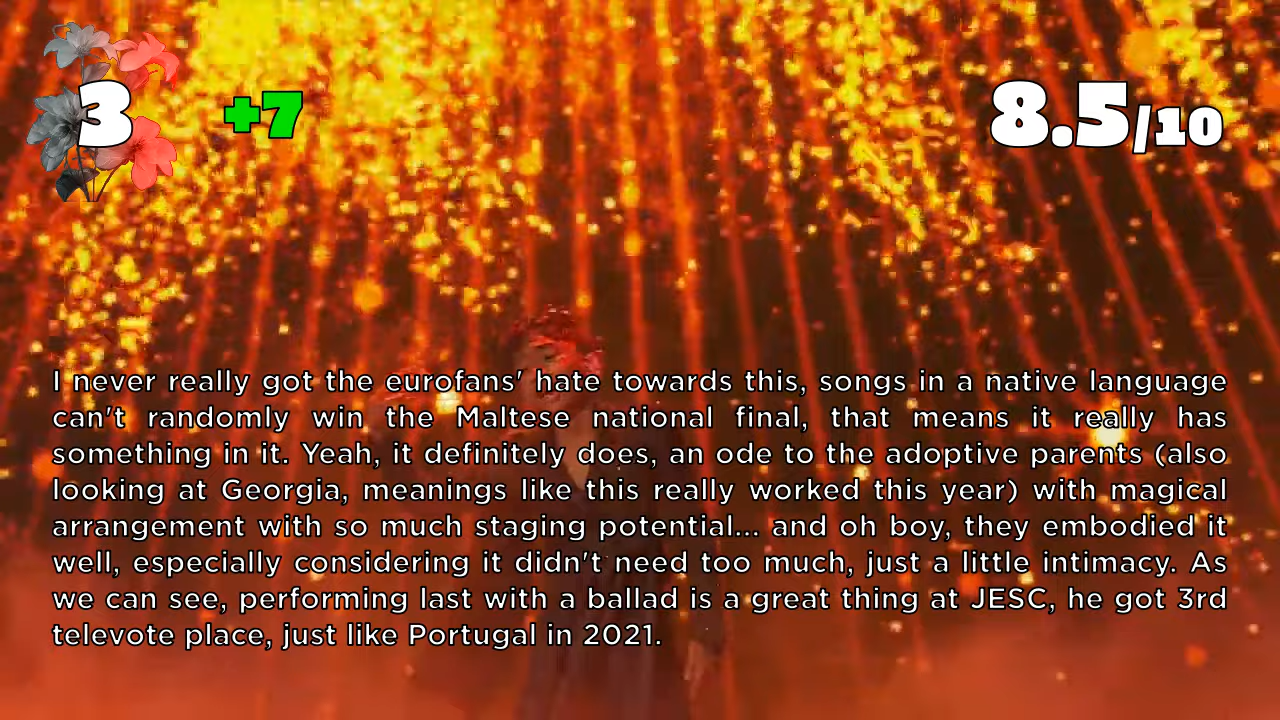 3 +7 8.5/10
I never really got the eurofans' hate towards this, songs in a native language
can't randomly win the Maltese national final, that means it really has
something in it. Yeah, it definitely does, an ode to the adoptive parents (also
looking at Georgia, meanings like this really worked this year) with magical
arrangement with so much staging potential... and oh boy, they embodied it
well, especially considering it didn't need too much, just a little intimacy. As
we can see, performing last with a ballad is a great thing at JESC, he got 3rd
televote place, just like Portugal in 2021.